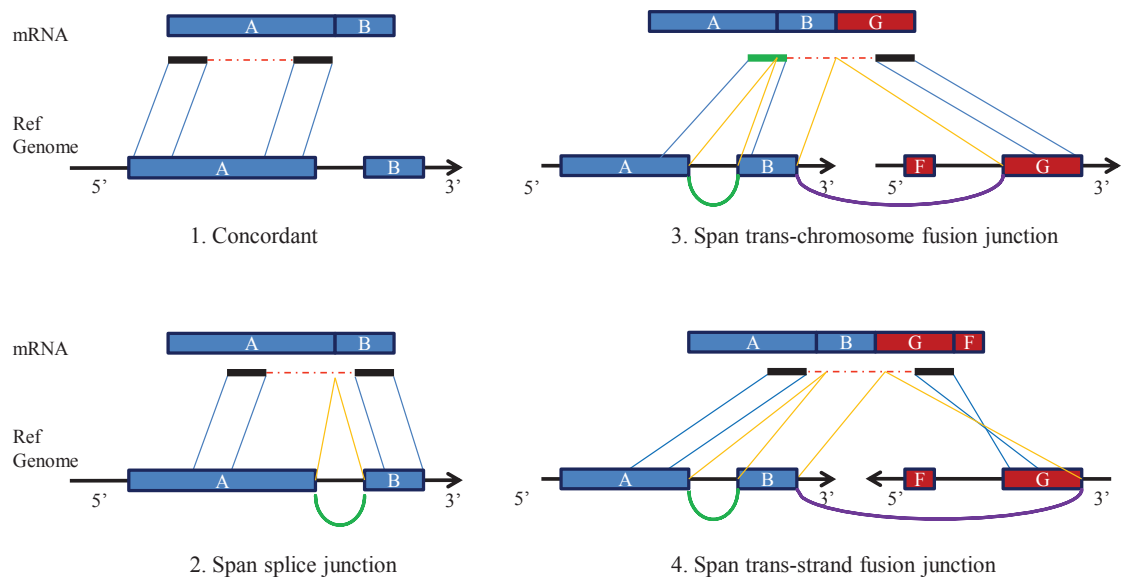 mRNA
A B
Ref
Genome
A B
5’ 3’
1. Concordant
A B G
A B F G
5’ 3’ 5’ 3’
3. Span trans-chromosome fusion junction
mRNA
A B
Ref
Genome
A B
5’ 3’
2. Span splice junction
A B G F
A B F G
5’ 3’ 5’ 3’
4. Span trans-strand fusion junction